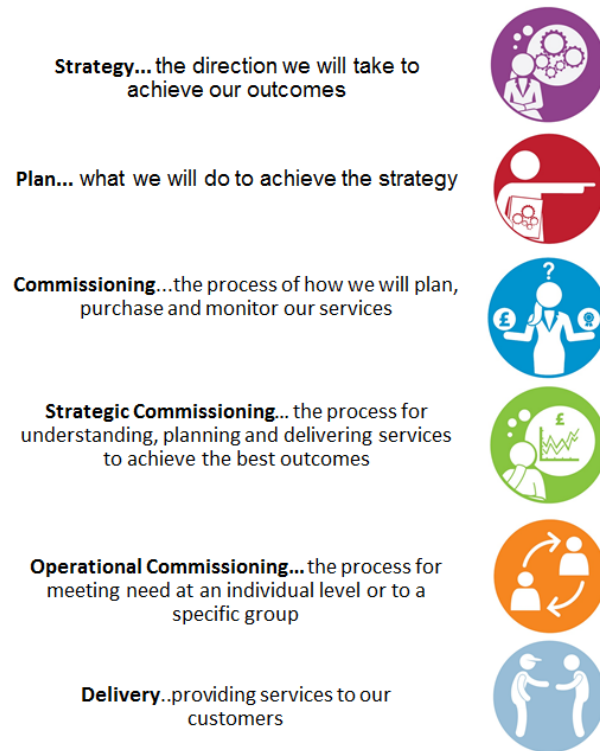 Strategy... the direction we will take to
achieve our outcomes
Plan... what we will do to achieve the strategy
Commissioning...the process of how we will plan,
purchase and monitor our services
?
£
Strategic Commissioning... the process for
understanding, planning and delivering services
to achieve the best outcomes
£
Operational Commissioning... the process for
meeting need at an individual level or to a
specific group
Delivery..providing services to our
customers